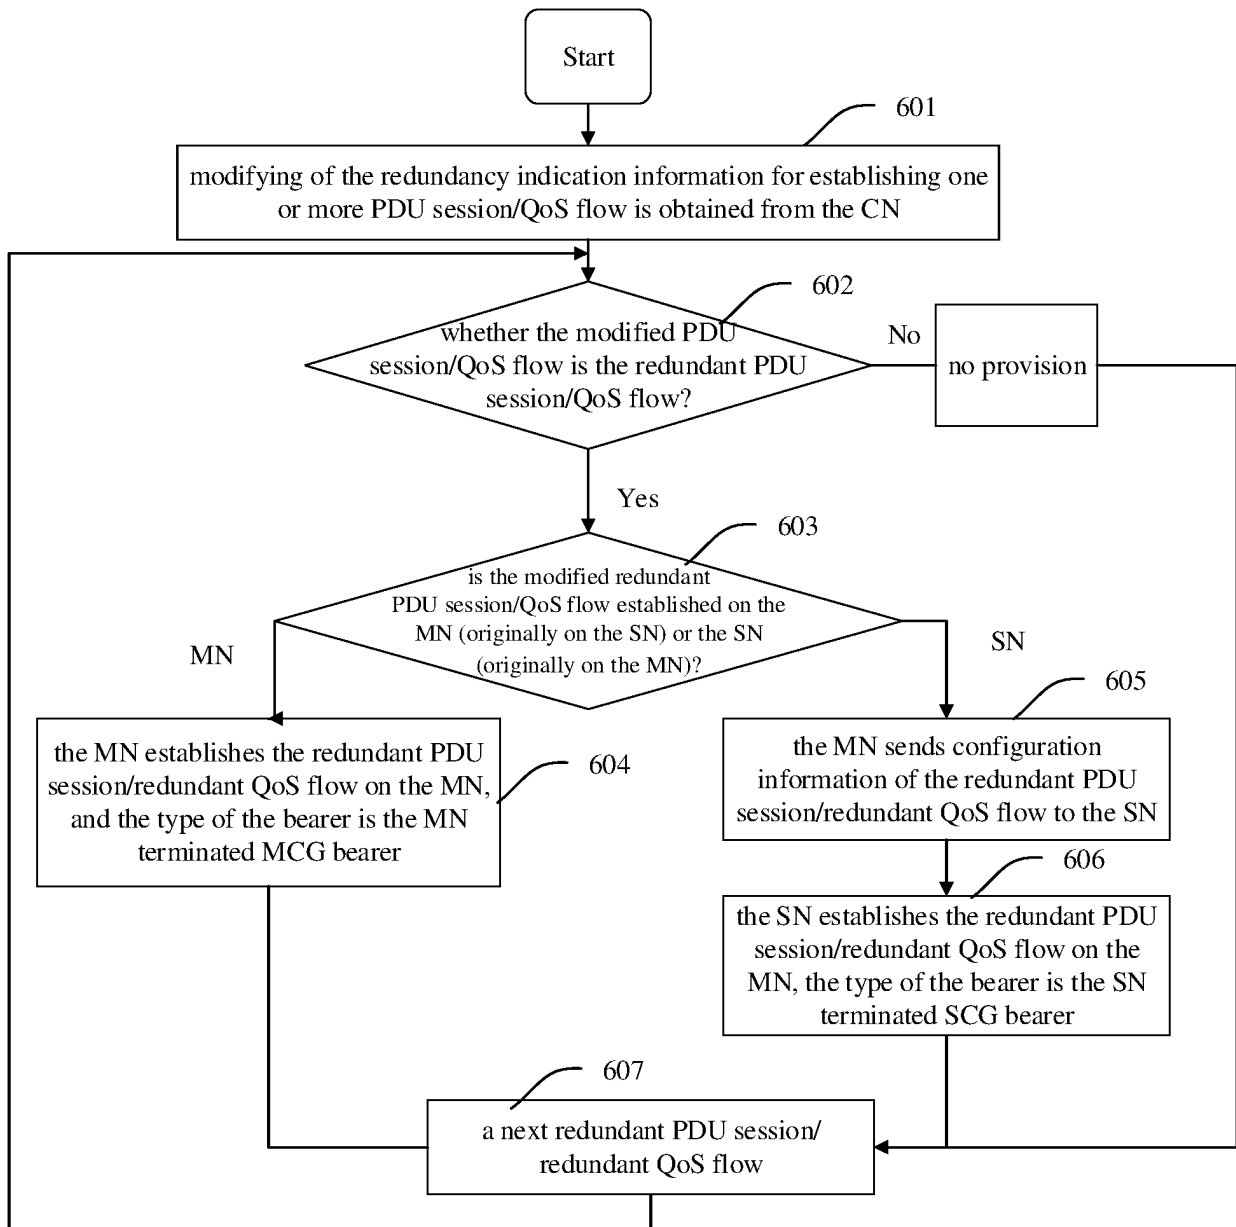 Start
601
modifying of the redundancy indication information for establishing one
or more PDU session/QoS flow is obtained from the CN
602
whether the modified PDU
session/QoS flow is the redundant PDU
session/QoS flow?
No
no provision
Yes
603
is the modified redundant
PDU session/QoS flow established on the
MN (originally on the SN) or the SN
(originally on the MN)?
MN
SN
604
the MN establishes the redundant PDU
session/redundant QoS flow on the MN,
and the type of the bearer is the MN
terminated MCG bearer
605
the MN sends configuration
information of the redundant PDU
session/redundant QoS flow to the SN
606
the SN establishes the redundant PDU
session/redundant QoS flow on the
MN, the type of the bearer is the SN
terminated SCG bearer
607
a next redundant PDU session/
redundant QoS flow